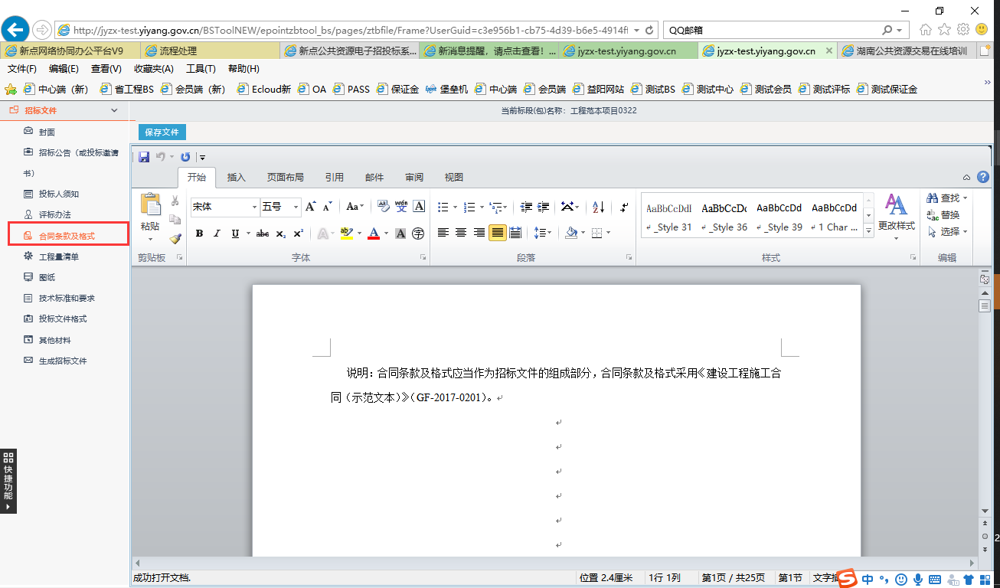 http://jyzx-test.yiyang.gov.cn/BSToolNEW/epointzbtool_bs/pages/ztbfile/Frame?UserGuid=c3e956b1-cb75-4d39-b6e5-4914ff
QQ邮箱
新点网络协同办公平台V9
流程处理
新点公共资源电子招投标系...
新消息提醒，请点击查看! ...
jyzx-test.yiyang.gov.cn
jyzx-test.yiyang.gov.cn
湖南公共资源交易在线培训
文件(F) 编辑(E) 查看(V) 收藏夹(A) 工具(T) 帮助(H)
中心端（新） 省工程BS 会员端（新） Ecloud新 OA PASS 保证金 堡垒机 中心端 会员端 益阳网站 测试BS 测试中心 测试会员 测试评标 测试保证金
招标文件
当前标段(包)名称：工程范本项目0322
封面
保存文件
招标公告（或投标邀请
书）
投标人须知
评标办法
合同条款及格式
工程量清单
图纸
技术标准和要求
投标文件格式
其他材料
生成招标文件
快捷功能
开始 插入 页面布局 引用 邮件 审阅 视图
粘贴
剪贴板
宋体 五号
Aa
wén
文
A
B I U abc x₂ x²
A ab A A 字
字体
段落
AaBbCcDdI AaBbCcDc AaBbCcDd AaBbCcDd
_Style 31 _Style 36 _Style 39 1 Char ...
更改样式
样式
查找
替换
选择
编辑
说明：合同条款及格式应当作为招标文件的组成部分，合同条款及格式采用《建设工程施工合
同（示范文本）》（GF-2017-0201）。
成功打开文档.
位置 2.4厘米 1行 1列 第1页 / 共25页 第1节 文字
中
2